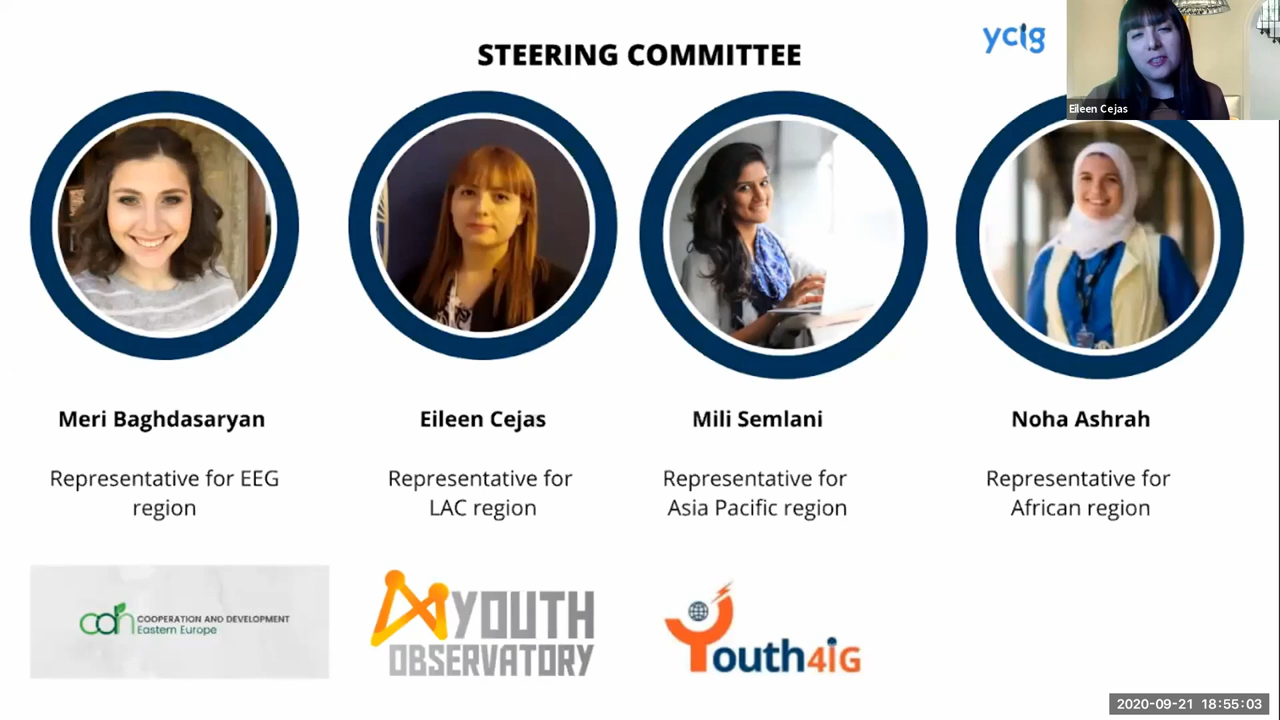 STEERING COMMITTEE
ycig
Eileen Cejas
Meri Baghdasaryan
Eileen Cejas
Mili Semlani
Noha Ashrah
Representative for EEG
region
Representative for
LAC region
Representative for
Asia Pacific region
Representative for
African region
COOPERATION AND DEVELOPMENT
Eastern Europe
YOUTH
OBSERVATORY
Youth4iG
2020-09-21 18:55:03